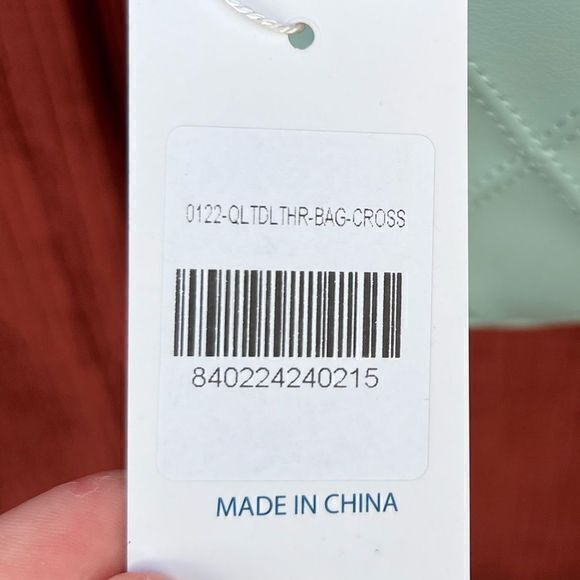 0122-QLTDLTHR-BAG-CROSS
840224240215
MADE IN CHINA